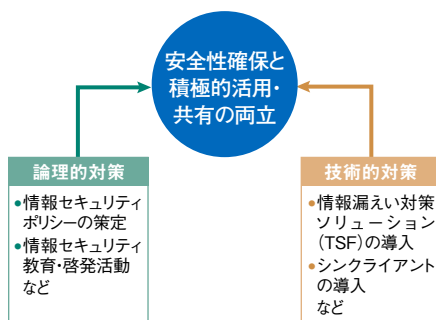 安全性確保と
積極的活用・
共有の両立
論理的対策
•情報セキュリティ
ポリシーの策定
•情報セキュリティ
教育・啓発活動
など
技術的対策
•情報漏えい対策
ソリューション
(TSF)の導入
•シンクライアント
の導入
など